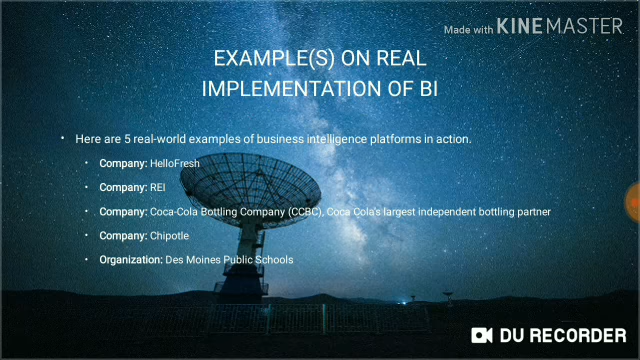 Made with KINEMASTER
EXAMPLE(S) ON REAL
IMPLEMENTATION OF BI
• Here are 5 real-world examples of business intelligence platforms in action.
• Company: HelloFresh
• Company: REI
• Company: Coca-Cola Bottling Company (CCBC), Coca Cola's largest independent bottling partner
• Company: Chipotle
• Organization: Des Moines Public Schools
DU RECORDER